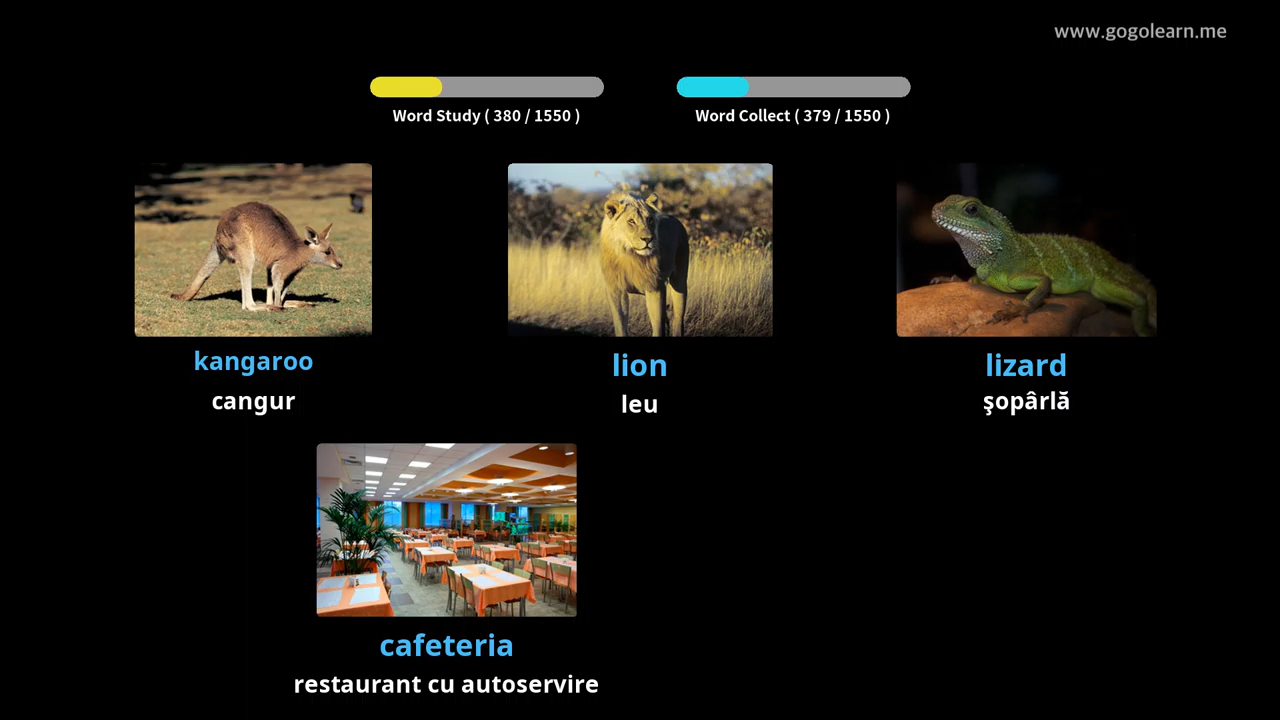 www.gogolearn.me
Word Study ( 380 / 1550 )
Word Collect ( 379 / 1550 )
kangaroo
cangur
lion
leu
lizard
şopârlă
cafeteria
restaurant cu autoservire